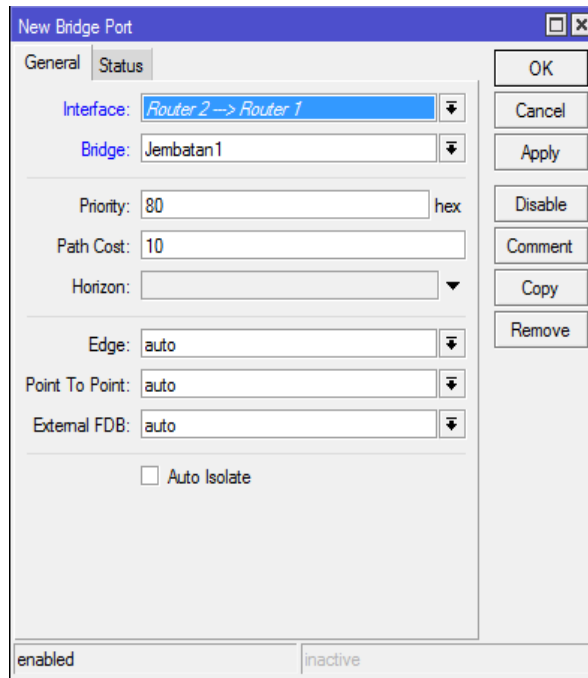 New Bridge Port
General Status
Interface: Router 2 --> Router 1
Bridge: Jembatan1
Priority: 80 hex
Path Cost: 10
Horizon:
Edge: auto
Point To Point: auto
External FDB: auto
Auto Isolate
OK
Cancel
Apply
Disable
Comment
Copy
Remove
enabled inactive